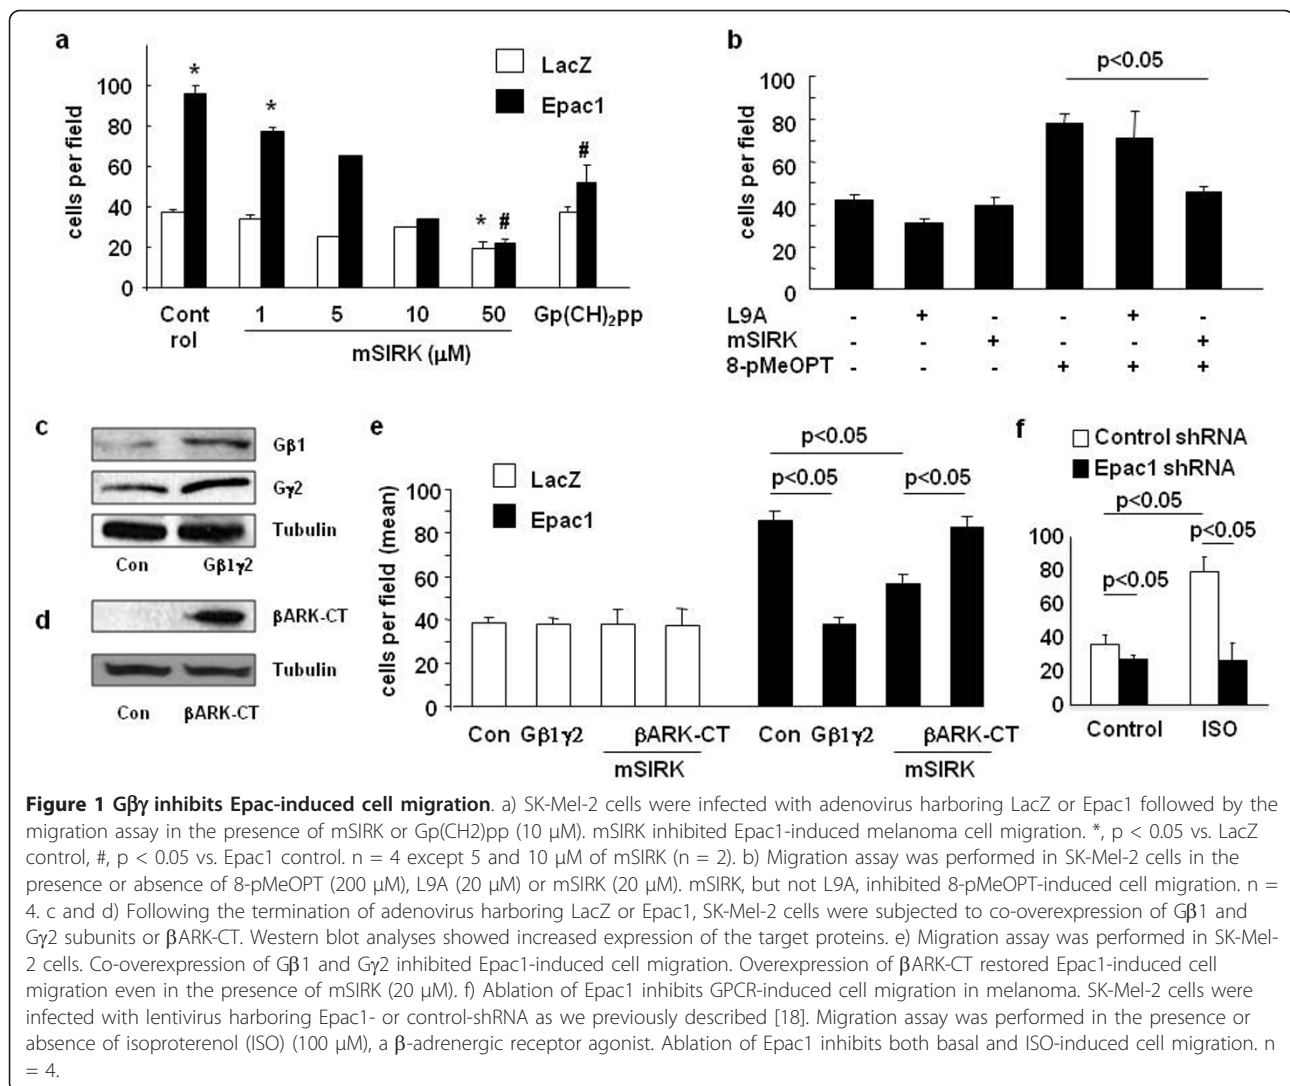 a
LacZ
Epac1
cells per field
100
80
60
40
20
0
*
*
*
#
#
Cont
rol
1
5
10
50
Gp(CH)₂pp
mSIRK (μM)
b
p<0.05
cells per
field
100
80
60
40
20
0
L9A - + - - + -
mSIRK - - + - - +
8-pMeOPT - - - + + +
c
Gβ1
Gγ2
Tubulin
Con Gβ1γ2
d
βARK-CT
Tubulin
Con βARK-CT
e
LacZ
Epac1
cells per field (mean)
100
80
60
40
20
0
p<0.05
p<0.05
p<0.05
Con Gβ1γ2 βARK-CT
mSIRK
Con Gβ1γ2 βARK-CT
mSIRK
f
Control shRNA
Epac1 shRNA
p<0.05
p<0.05
p<0.05
100
80
60
40
20
0
Control ISO
Figure 1 Gβγ inhibits Epac-induced cell migration. a) SK-Mel-2 cells were infected with adenovirus harboring LacZ or Epac1 followed by the
migration assay in the presence of mSIRK or Gp(CH2)pp (10 μM). mSIRK inhibited Epac1-induced melanoma cell migration. *, p < 0.05 vs. LacZ
control, #, p < 0.05 vs. Epac1 control. n = 4 except 5 and 10 μM of mSIRK (n = 2). b) Migration assay was performed in SK-Mel-2 cells in the
presence or absence of 8-pMeOPT (200 μM), L9A (20 μM) or mSIRK (20 μM). mSIRK, but not L9A, inhibited 8-pMeOPT-induced cell migration. n =
4. c and d) Following the termination of adenovirus harboring LacZ or Epac1, SK-Mel-2 cells were subjected to co-overexpression of Gβ1 and
Gγ2 subunits or βARK-CT. Western blot analyses showed increased expression of the target proteins. e) Migration assay was performed in SK-Mel-
2 cells. Co-overexpression of Gβ1 and Gγ2 inhibited Epac1-induced cell migration. Overexpression of βARK-CT restored Epac1-induced cell
migration even in the presence of mSIRK (20 μM). f) Ablation of Epac1 inhibits GPCR-induced cell migration in melanoma. SK-Mel-2 cells were
infected with lentivirus harboring Epac1- or control-shRNA as we previously described [18]. Migration assay was performed in the presence or
absence of isoproterenol (ISO) (100 μM), a β-adrenergic receptor agonist. Ablation of Epac1 inhibits both basal and ISO-induced cell migration. n
= 4.